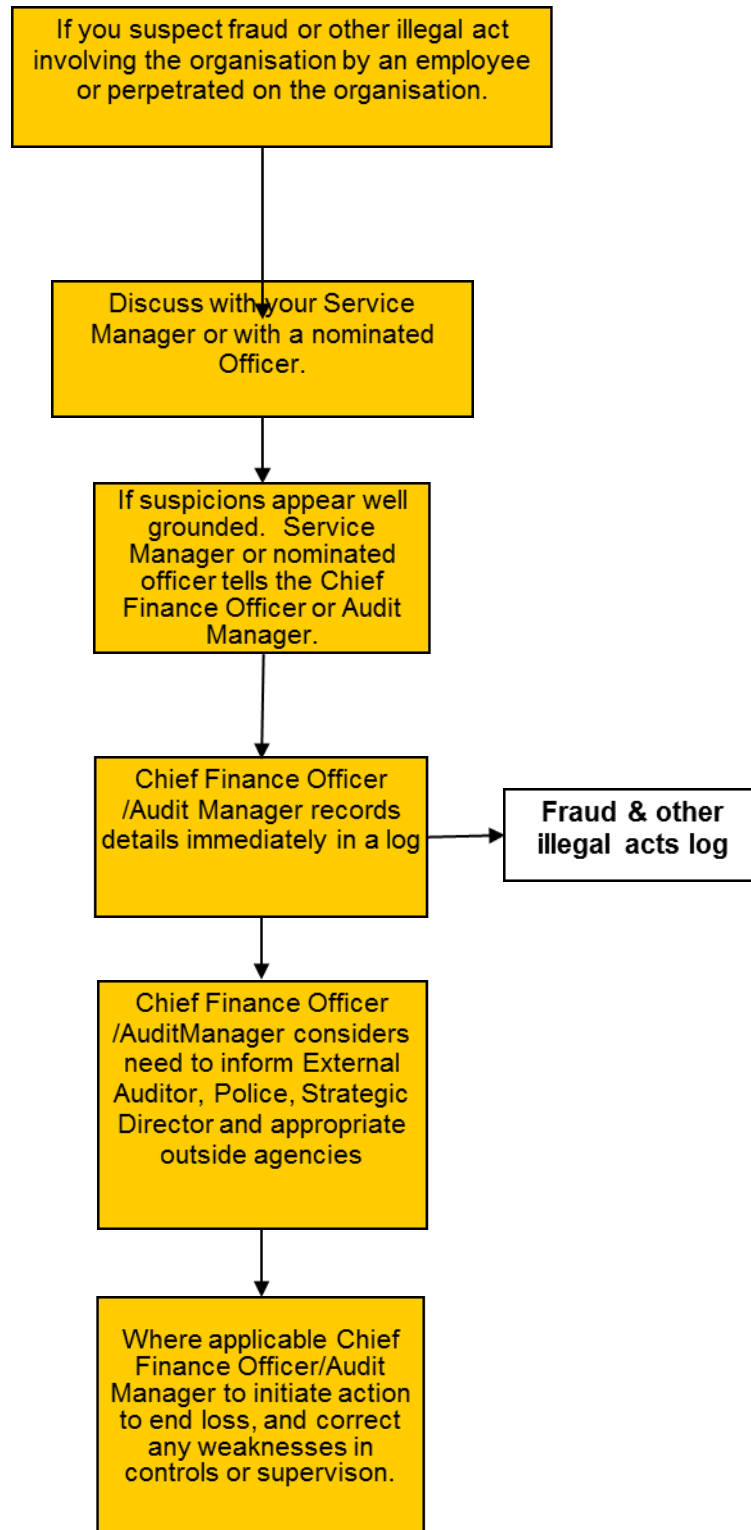 If you suspect fraud or other illegal act
involving the organisation by an employee
or perpetrated on the organisation.
Discuss with your Service
Manager or with a nominated
Officer.
If suspicions appear well
grounded. Service
Manager or nominated
officer tells the Chief
Finance Officer or Audit
Manager.
Chief Finance Officer
/Audit Manager records
details immediately in a log
Fraud & other
illegal acts log
Chief Finance Officer
/AuditManager considers
need to inform External
Auditor, Police, Strategic
Director and appropriate
outside agencies
Where applicable Chief
Finance Officer/Audit
Manager to initiate action
to end loss, and correct
any weaknesses in
controls or supervison.